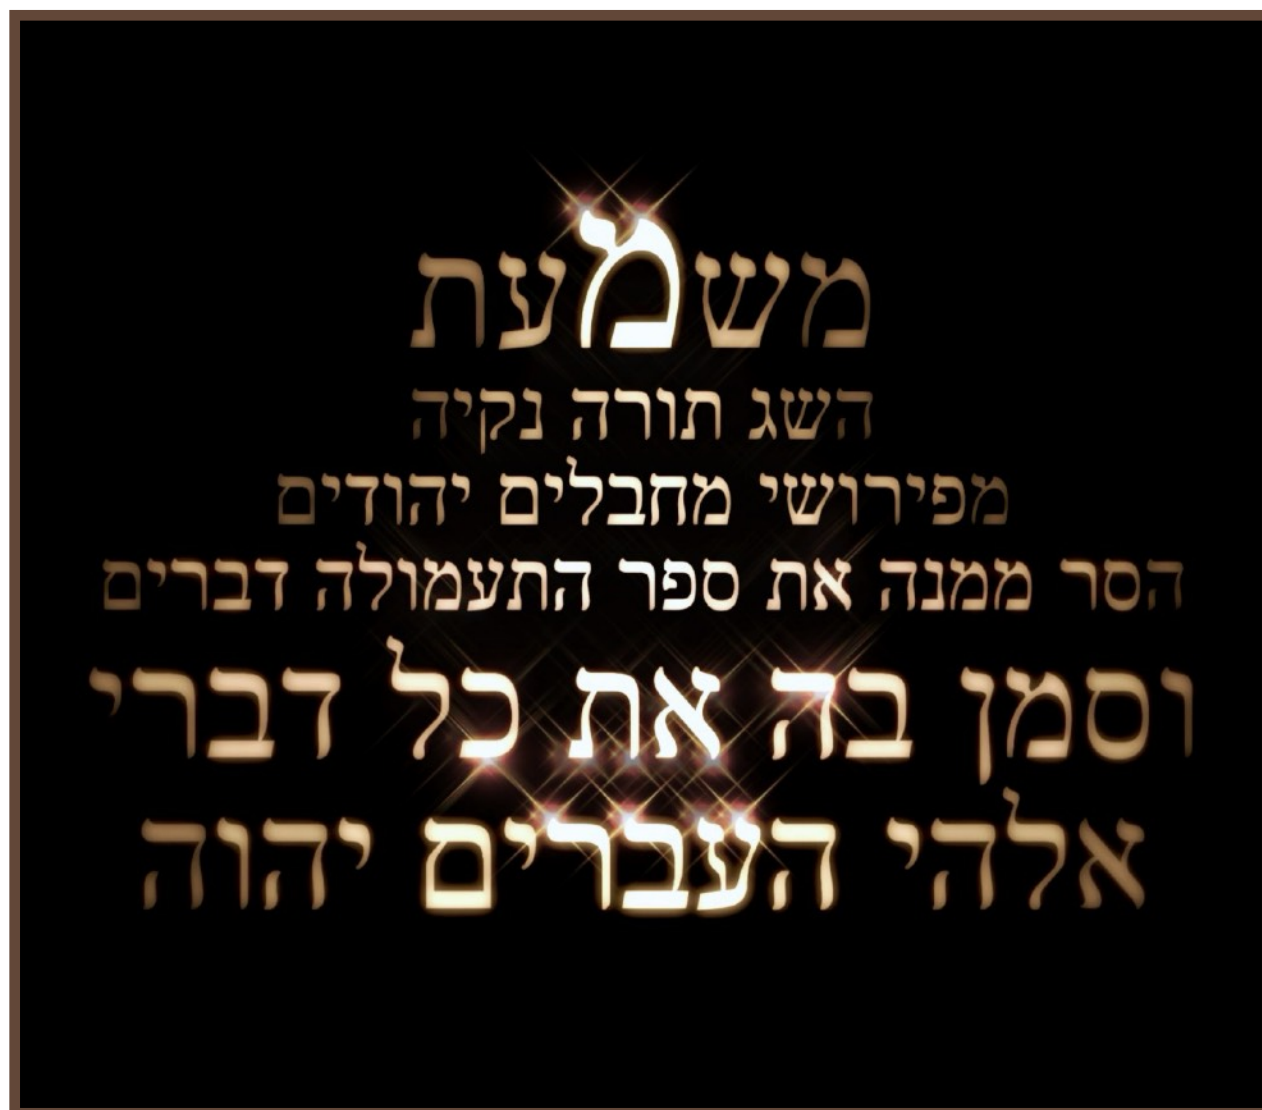 משמעת
השג תורה נקיה
מפירושי מחבלים יהודים
הסר ממנה את ספר התעמולה דברים
וסמן בה את כל דברי
אלהי העברים יהוה